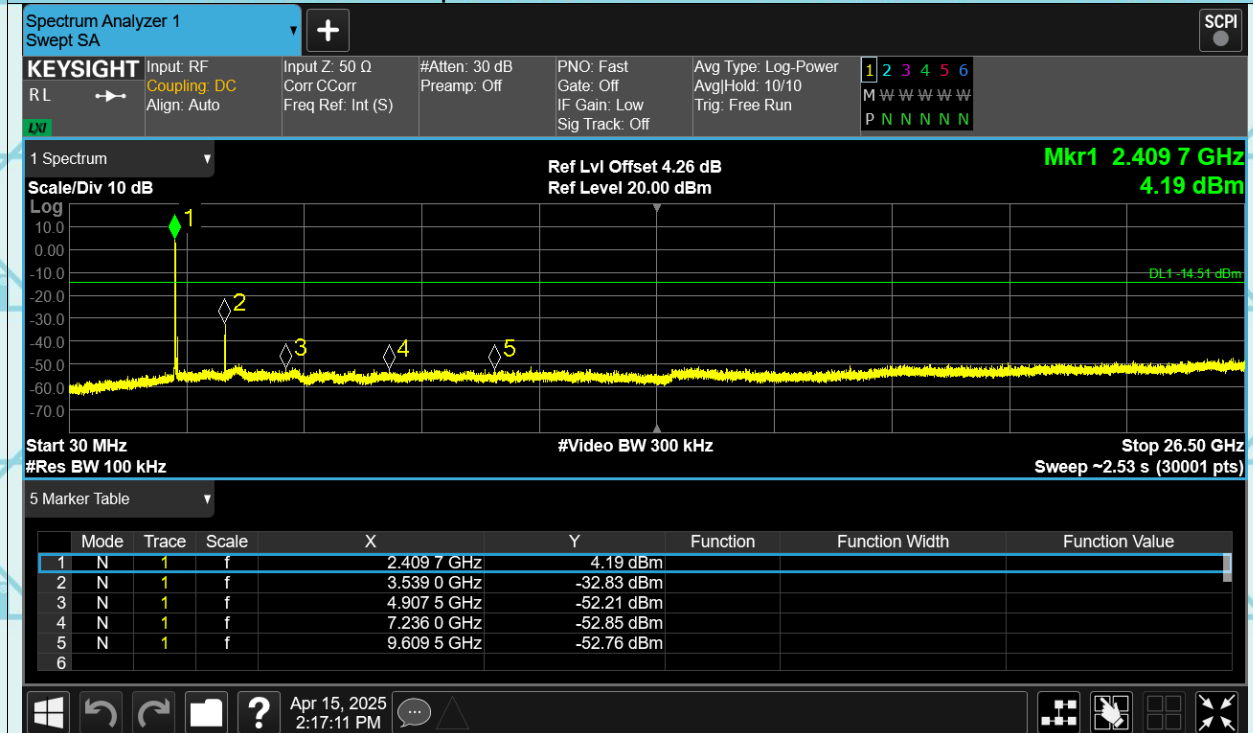 Spectrum Analyzer 1
Swept SA
SCPI
KEYSIGHT
RL
LXI
Input: RF
Coupling: DC
Align: Auto
Input Z: 50 Ω
Corr CCorr
Freq Ref: Int (S)
#Atten: 30 dB
Preamp: Off
PNO: Fast
Gate: Off
IF Gain: Low
Sig Track: Off
Avg Type: Log-Power
Avg|Hold: 10/10
Trig: Free Run
1 2 3 4 5 6
M W W W W W
P N N N N N
1 Spectrum
Scale/Div 10 dB
Log
Ref Lvl Offset 4.26 dB
Ref Level 20.00 dBm
Mkr1 2.409 7 GHz
4.19 dBm
10.0
0.00
-10.0
-20.0
-30.0
-40.0
-50.0
-60.0
-70.0
1
2
3
4
5
DL1 -14.51 dBm
Start 30 MHz
#Res BW 100 kHz
#Video BW 300 kHz
Stop 26.50 GHz
Sweep ~2.53 s (30001 pts)
5 Marker Table
Mode Trace Scale X Y Function Function Width Function Value
1 N 1 f 2.409 7 GHz 4.19 dBm
2 N 1 f 3.539 0 GHz -32.83 dBm
3 N 1 f 4.907 5 GHz -52.21 dBm
4 N 1 f 7.236 0 GHz -52.85 dBm
5 N 1 f 9.609 5 GHz -52.76 dBm
6
?
Apr 15, 2025
2:17:11 PM